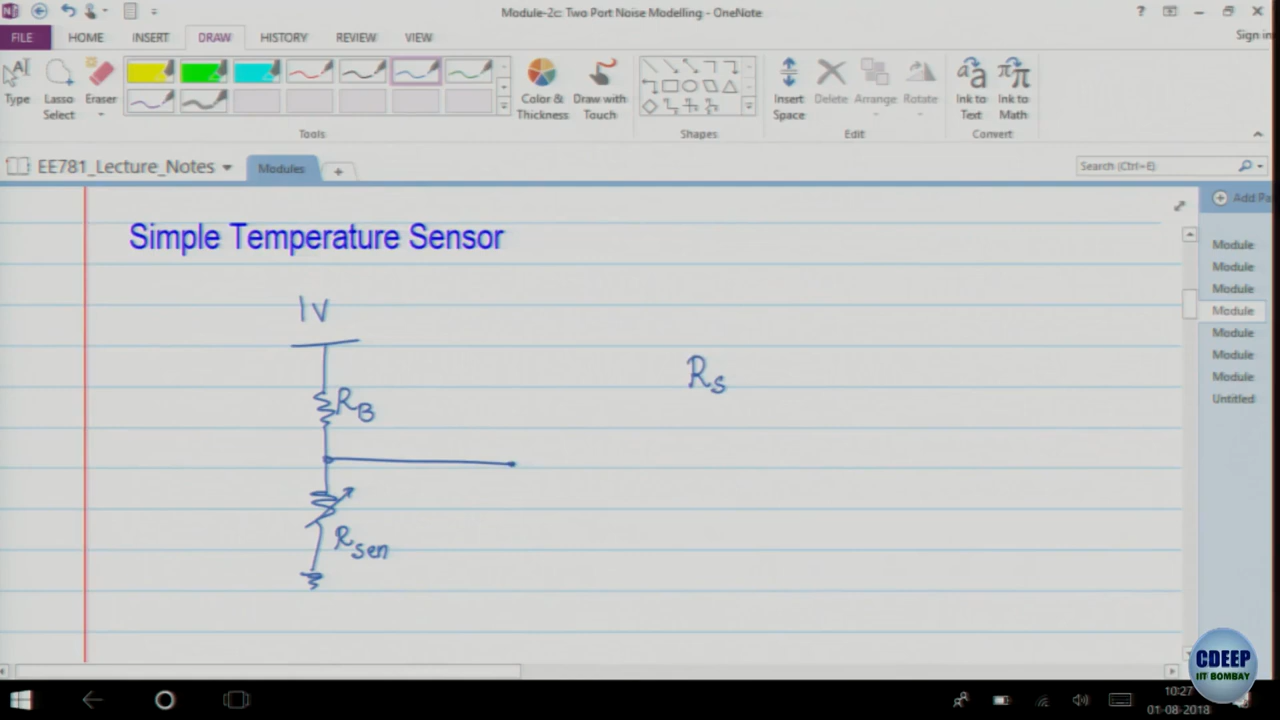 Module-2c: Two Port Noise Modelling - OneNote
?
Sign in
FILE HOME INSERT DRAW HISTORY REVIEW VIEW
Type
Lasso Select
Eraser
Color & Thickness
Draw with Touch
Insert Space
Delete
Arrange
Rotate
Ink to Text
Ink to Math
Tools
Shapes
Edit
Convert
EE781_Lecture_Notes
Modules
Search (Ctrl+E)
Add Pa
Simple Temperature Sensor
1V
R_B
R_sen
R_S
Module
Module
Module
Module
Module
Module
Module
Untitled
CDEEP
IIT BOMBAY
10:27
01-08-2018